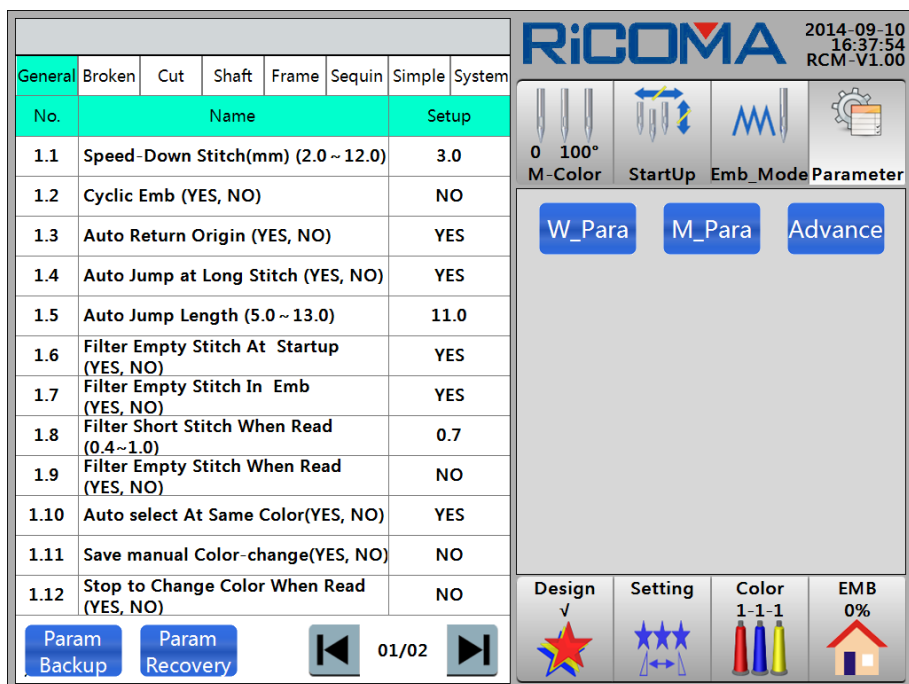 RiCOMA
2014-09-10
16:37:54
RCM-V1.00
General Broken Cut Shaft Frame Sequin Simple System
No. Name Setup
1.1 Speed-Down Stitch(mm) (2.0~12.0) 3.0
1.2 Cyclic Emb (YES, NO) NO
1.3 Auto Return Origin (YES, NO) YES
1.4 Auto Jump at Long Stitch (YES, NO) YES
1.5 Auto Jump Length (5.0~13.0) 11.0
1.6 Filter Empty Stitch At Startup
(YES, NO) YES
1.7 Filter Empty Stitch In Emb
(YES, NO) YES
1.8 Filter Short Stitch When Read
(0.4~1.0) 0.7
1.9 Filter Empty Stitch When Read
(YES, NO) NO
1.10 Auto select At Same Color(YES, NO) YES
1.11 Save manual Color-change(YES, NO) NO
1.12 Stop to Change Color When Read
(YES, NO) NO
Param
Backup
Param
Recovery
01/02
0 100°
M-Color StartUp Emb_Mode Parameter
W_Para M_Para Advance
Design Setting Color EMB
√ 1-1-1 0%